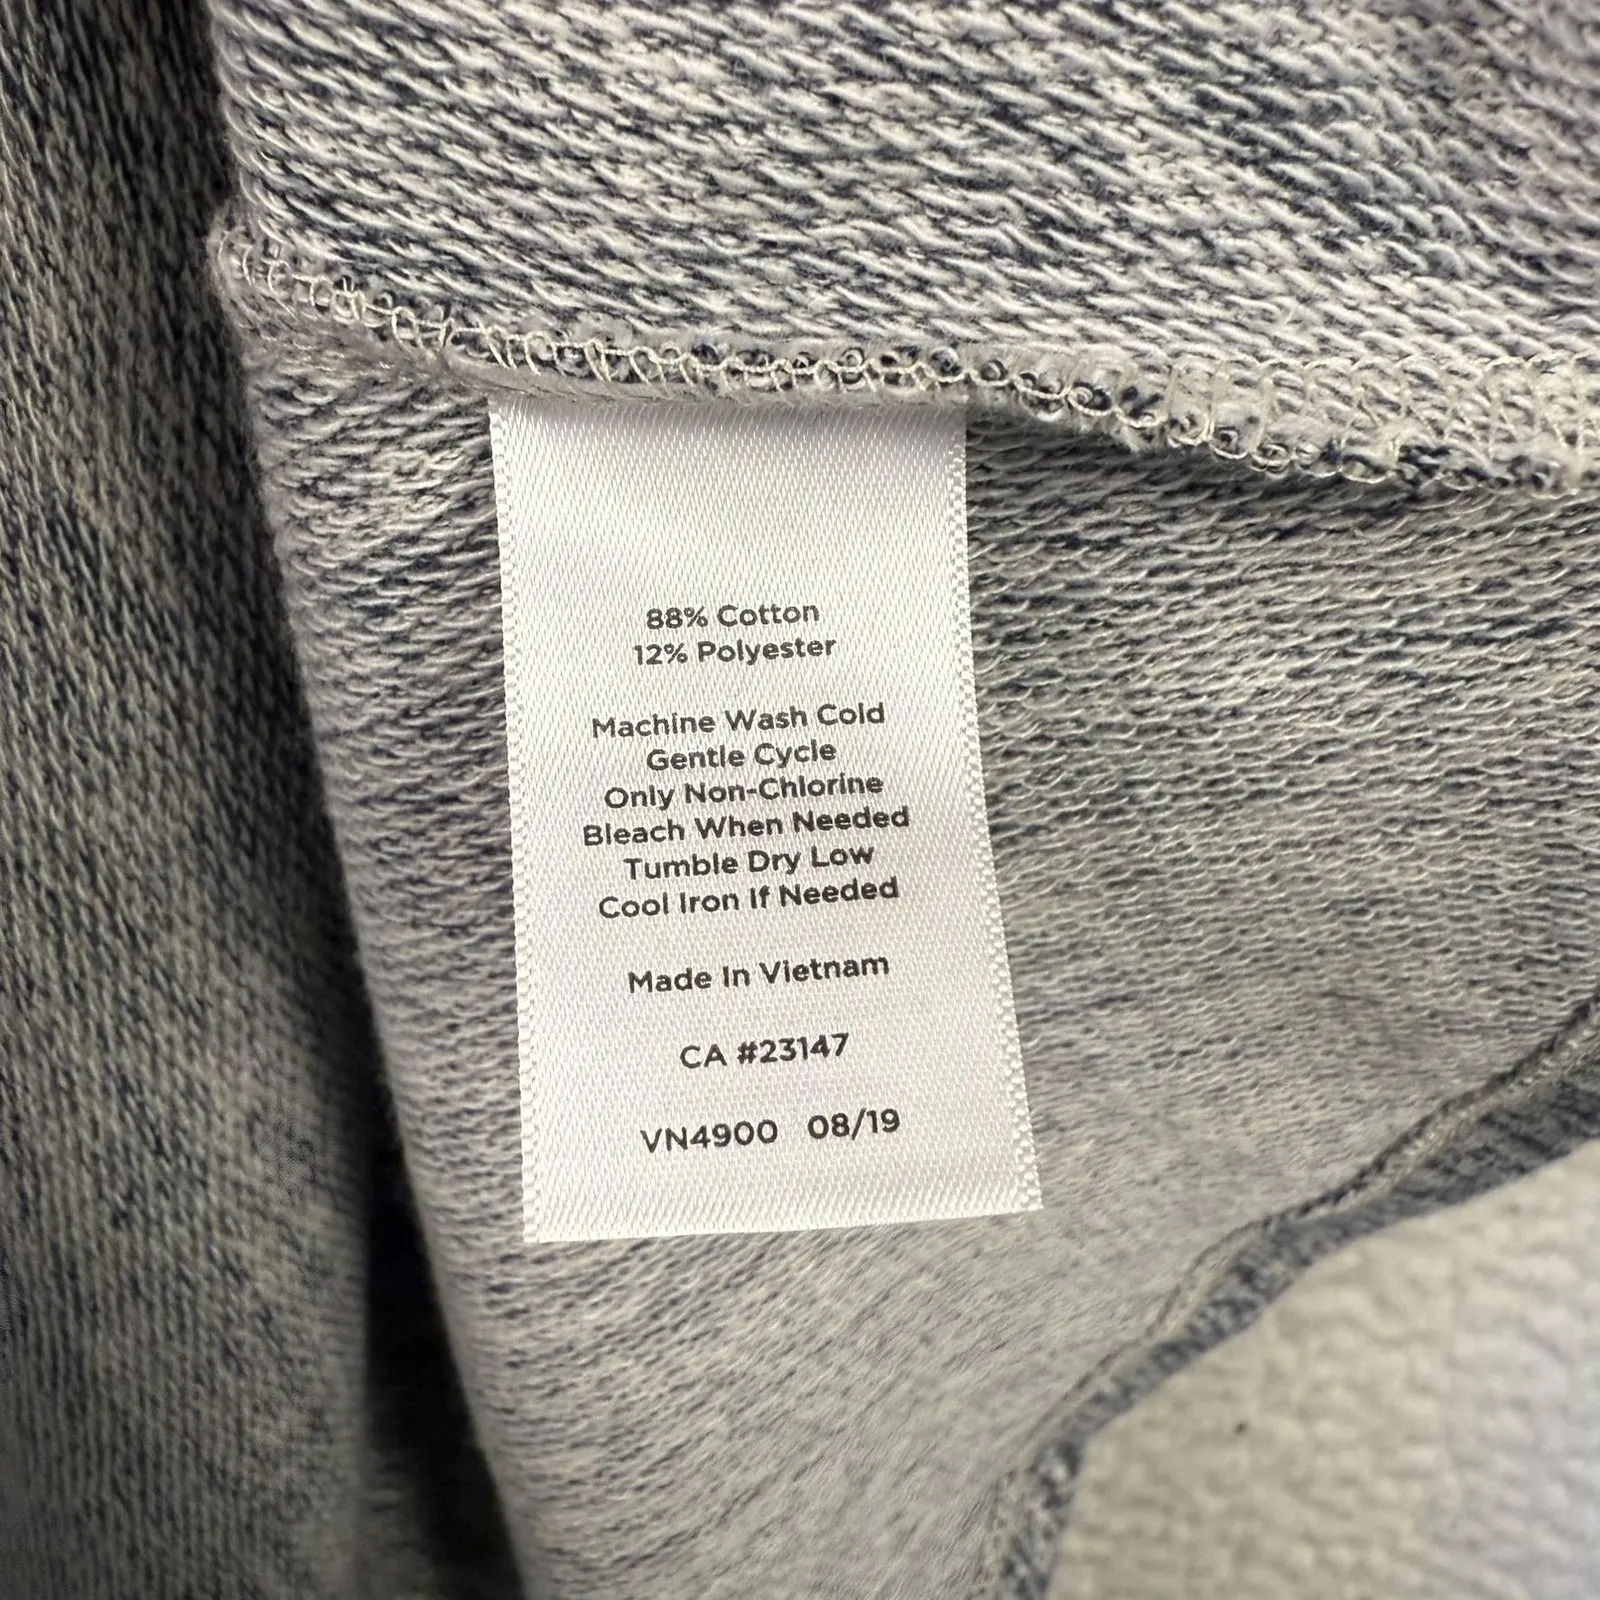 88% Cotton
12% Polyester
Machine Wash Cold
Gentle Cycle
Only Non-Chlorine
Bleach When Needed
Tumble Dry Low
Cool Iron If Needed
Made In Vietnam
CA #23147
VN4900 08/19